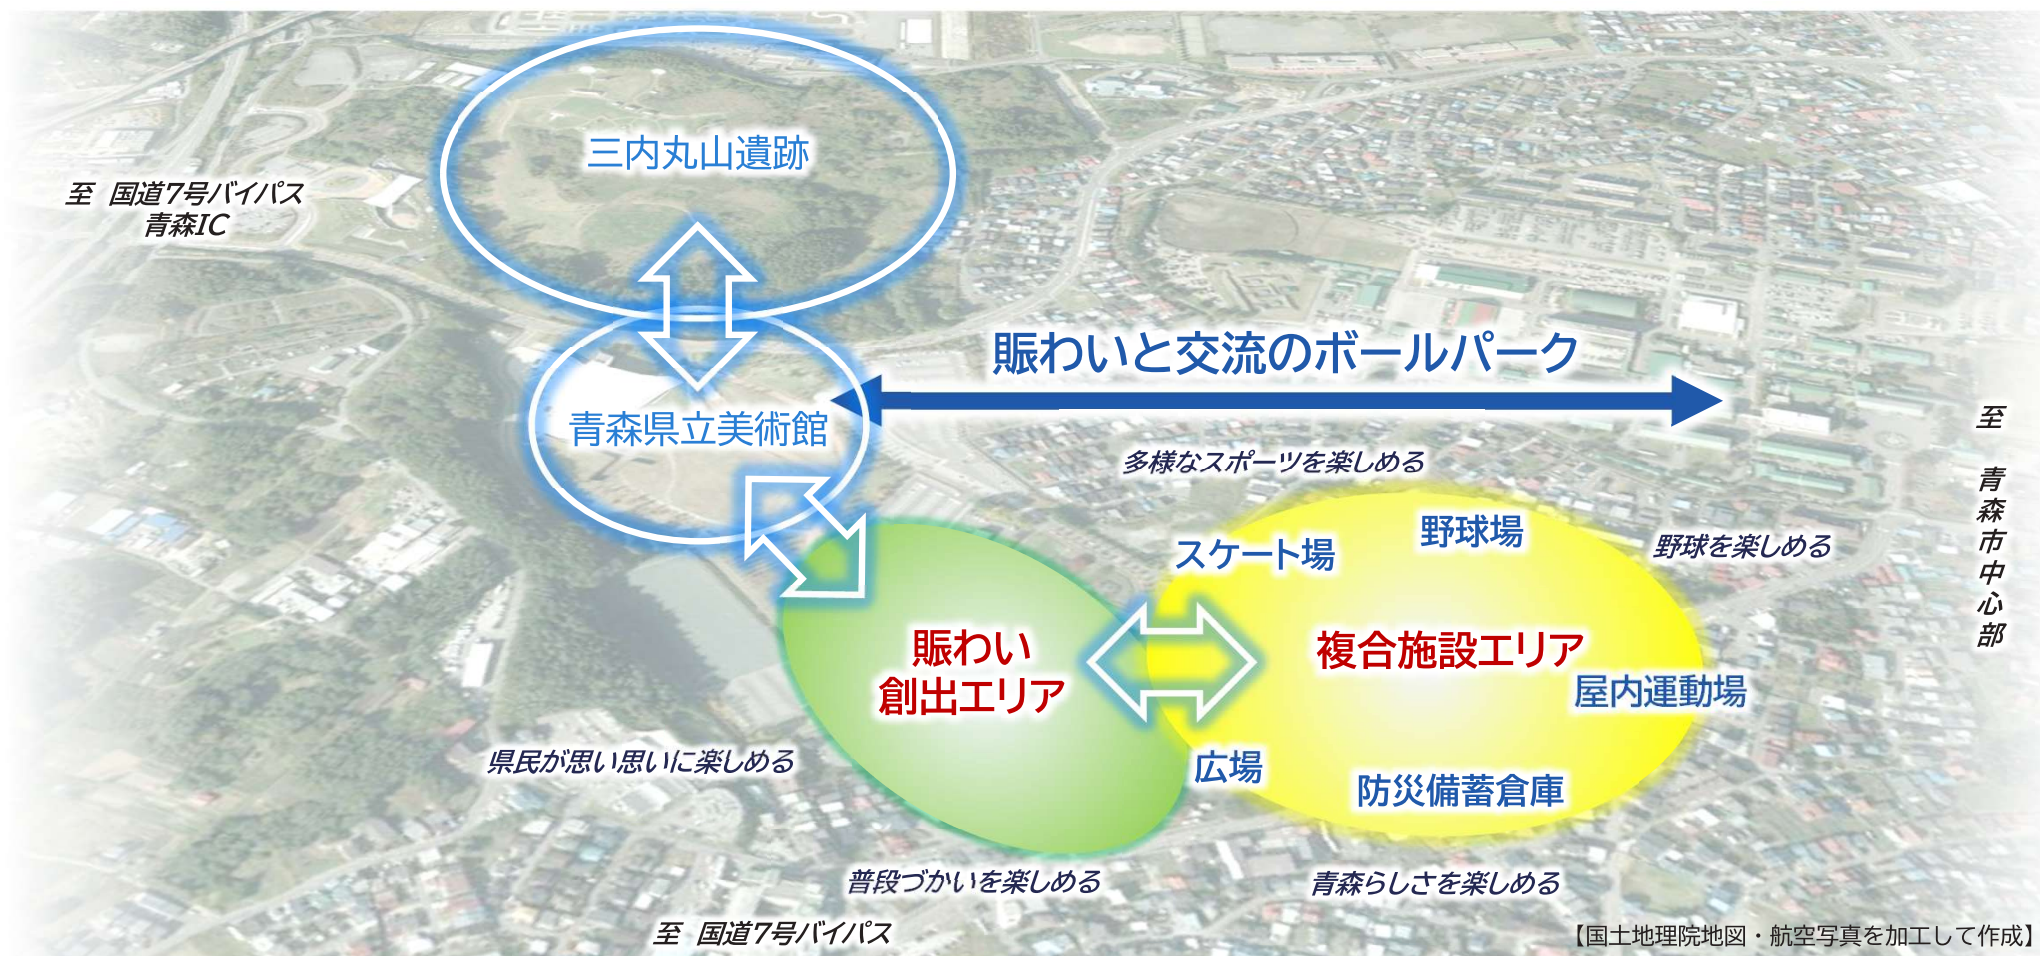 三内丸山遺跡
至 国道7号バイパス
青森IC
賑わいと交流のボールパーク
青森県立美術館
多様なスポーツを楽しめる
至 青森市中心部
野球場
スケート場
野球を楽しめる
賑わい
創出エリア
複合施設エリア
屋内運動場
県民が思い思いに楽しめる
広場
防災備蓄倉庫
普段づかいを楽しめる
青森らしさを楽しめる
至 国道7号バイパス
【国土地理院地図・航空写真を加工して作成】